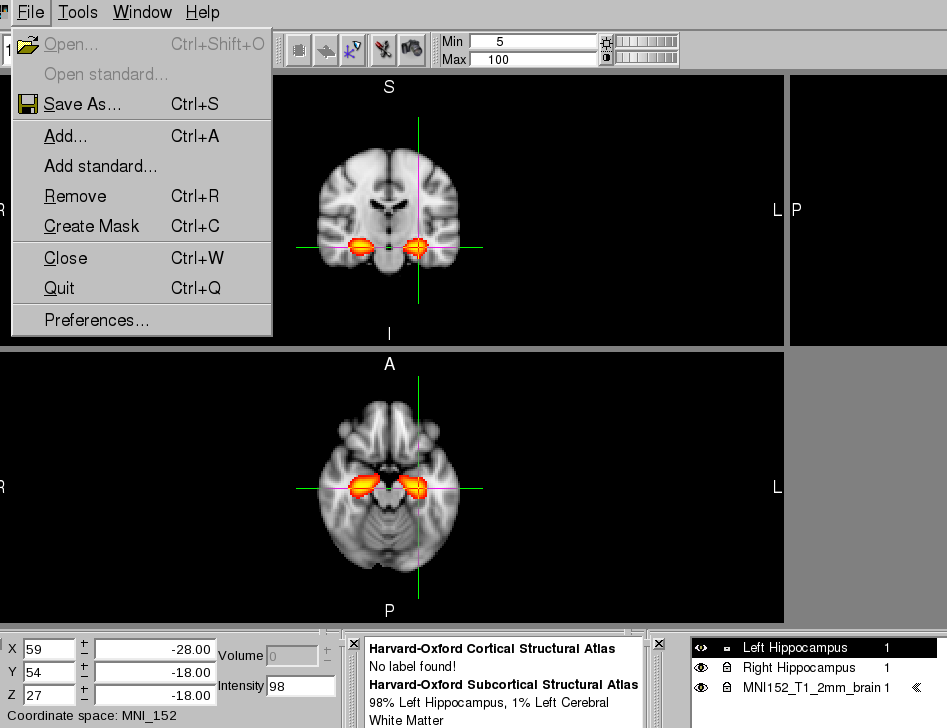 File Tools Window Help
Open... Ctrl+Shift+O
Open standard...
Save As... Ctrl+S
Add... Ctrl+A
Add standard...
Remove Ctrl+R
Create Mask Ctrl+C
Close Ctrl+W
Quit Ctrl+Q
Preferences...
1
Min 5
Max 100
S
R
L
P
I
A
R
L
P
X 59 -28.00
Y 54 -18.00
Z 27 -18.00
Coordinate space: MNI_152
Volume 0
Intensity 98
Harvard-Oxford Cortical Structural Atlas
No label found!
Harvard-Oxford Subcortical Structural Atlas
98% Left Hippocampus, 1% Left Cerebral
White Matter
Left Hippocampus 1
Right Hippocampus 1
MNI152_T1_2mm_brain 1